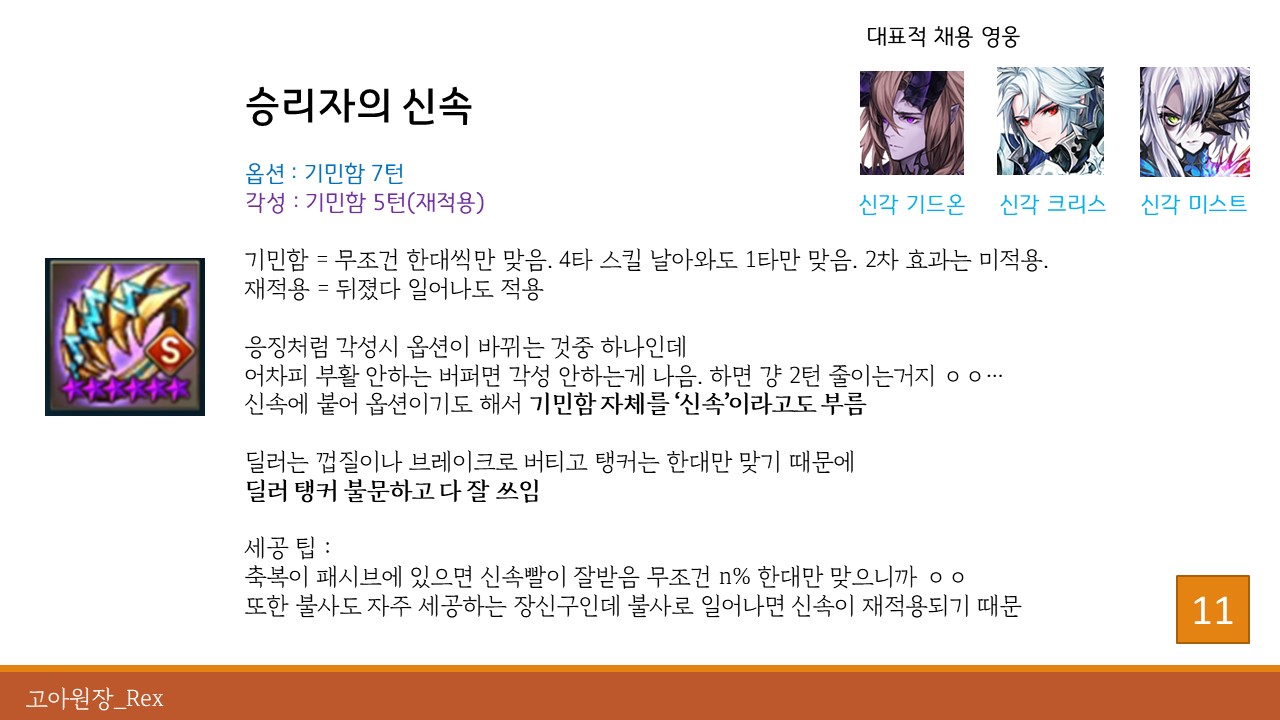 대표적 채용 영웅
승리자의 신속
옵션 : 기민함 7턴
각성 : 기민함 5턴(재적용)
신각 기드온
신각 크리스
신각 미스트
기민함 = 무조건 한대씩만 맞음. 4타 스킬 날아와도 1타만 맞음. 2차 효과는 미적용.
재적용 = 뒤졌다 일어나도 적용
S
응징처럼 각성시 옵션이 바뀌는 것중 하나인데
어차피 부활 안하는 버퍼면 각성 안하는게 나음. 하면 걍 2턴 줄이는거지 ㅇㅇ…
신속에 붙어 옵션이기도 해서 기민함 자체를 ‘신속’이라고도 부름
딜러는 껍질이나 브레이크로 버티고 탱커는 한대만 맞기 때문에
딜러 탱커 불문하고 다 잘 쓰임
세공 팁 :
축복이 패시브에 있으면 신속빨이 잘받음 무조건 n% 한대만 맞으니까 ㅇㅇ
또한 불사도 자주 세공하는 장신구인데 불사로 일어나면 신속이 재적용되기 때문
11
고아원장_Rex